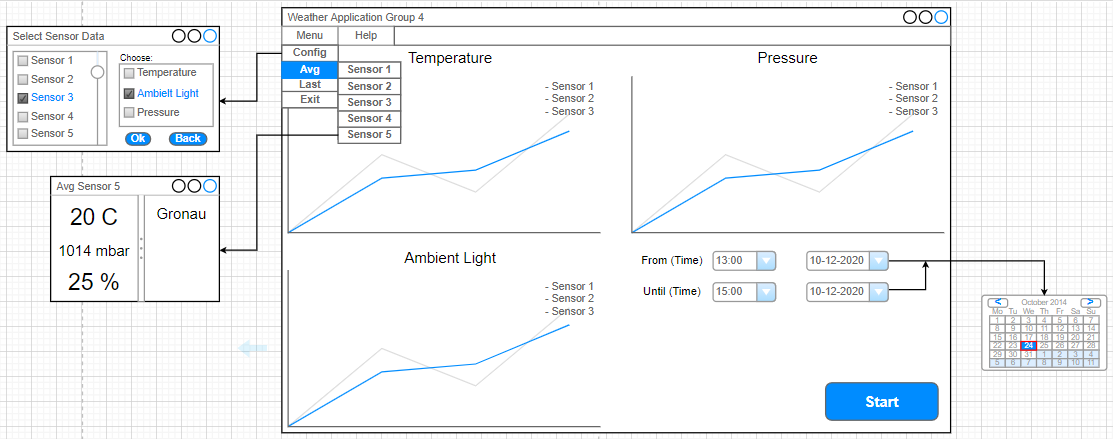 Select Sensor Data
Sensor 1
Sensor 2
Sensor 3
Sensor 4
Sensor 5
Choose:
Temperature
Ambielt Light
Pressure
Ok
Back
Avg Sensor 5
20 C
1014 mbar
25 %
Gronau
Weather Application Group 4
Menu
Help
Config
Avg
Last
Exit
Sensor 1
Sensor 2
Sensor 3
Sensor 4
Sensor 5
Temperature
- Sensor 1
- Sensor 2
- Sensor 3
Pressure
- Sensor 1
- Sensor 2
- Sensor 3
Ambient Light
- Sensor 1
- Sensor 2
- Sensor 3
From (Time) 13:00 10-12-2020
Until (Time) 15:00 10-12-2020
Start
< October 2014 >
Mo Tu We Th Fr Sa Su
1 2 3 4 5 6 7
8 9 10 11 12 13 14
15 16 17 18 19 20 21
22 23 24 25 26 27 28
29 30 31 1 2 3 4
5 6 7 8 9 10 11